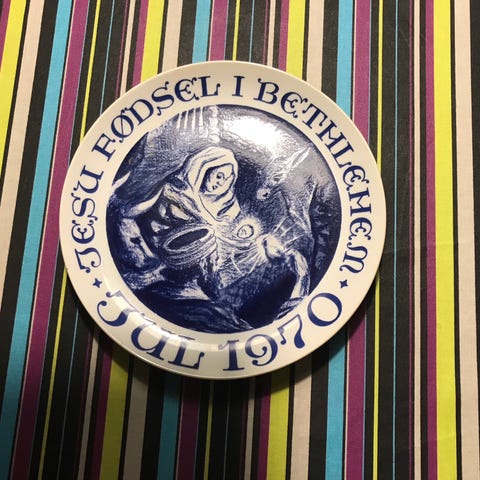 JESU FØDSEL I BETHLEHEM
JUL 1970